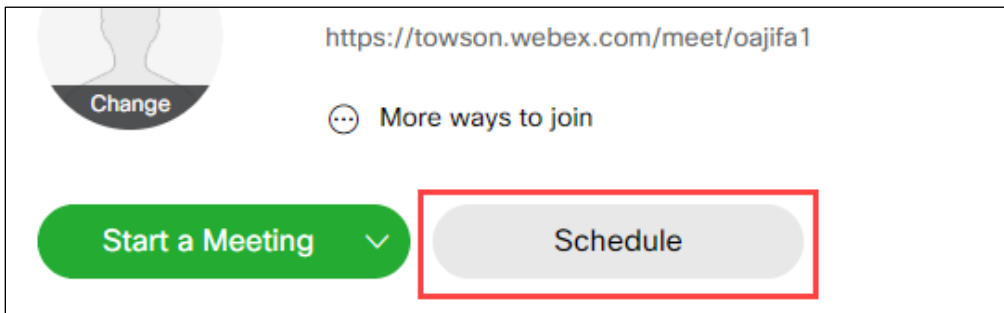 https://towson.webex.com/meet/oajifa1
Change
More ways to join
Start a Meeting
Schedule